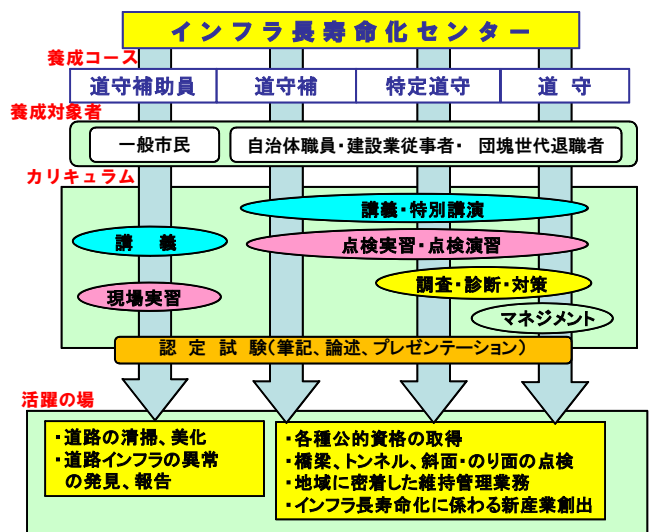 インフラ長寿命化センター
養成コース
道守補助員 道守補 特定道守 道 守
養成対象者
一般市民 自治体職員・建設業従事者・ 団塊世代退職者
カリキュラム
講義・特別講演
講 義
点検実習・点検演習
調査・診断・対策
現場実習
マネジメント
認 定 試 験（筆記、論述、プレゼンテーション）
活躍の場
・道路の清掃、美化
・道路インフラの異常
の発見、報告
・各種公的資格の取得
・橋梁、トンネル、斜面・のり面の点検
・地域に密着した維持管理業務
・インフラ長寿命化に係わる新産業創出